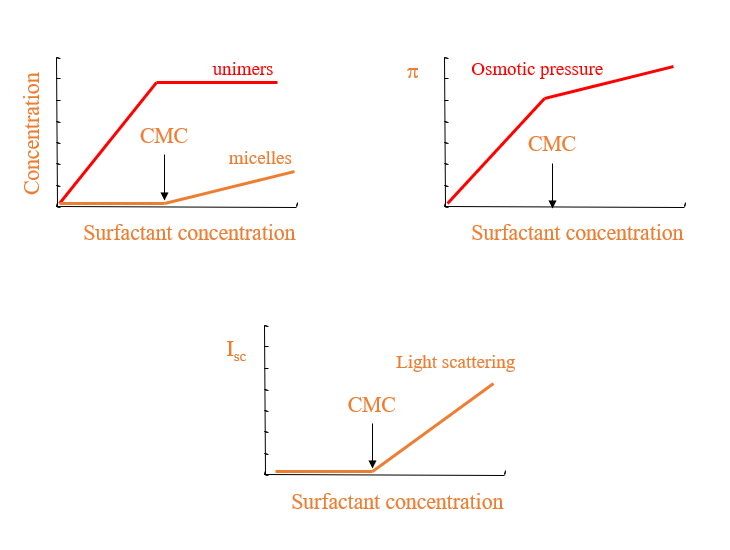 Concentration
unimers
CMC
micelles
Surfactant concentration
π
Osmotic pressure
CMC
Surfactant concentration
Isc
Light scattering
CMC
Surfactant concentration